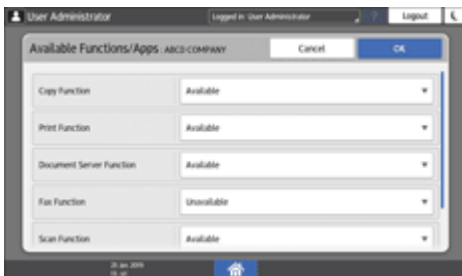 User Administrator
Logged in: User Administrator
?
Logout
Available Functions/Apps : ABCD COMPANY
Cancel
OK
Copy Function
Available
Print Function
Available
Document Server Function
Available
Fax Function
Unavailable
Scan Function
Available